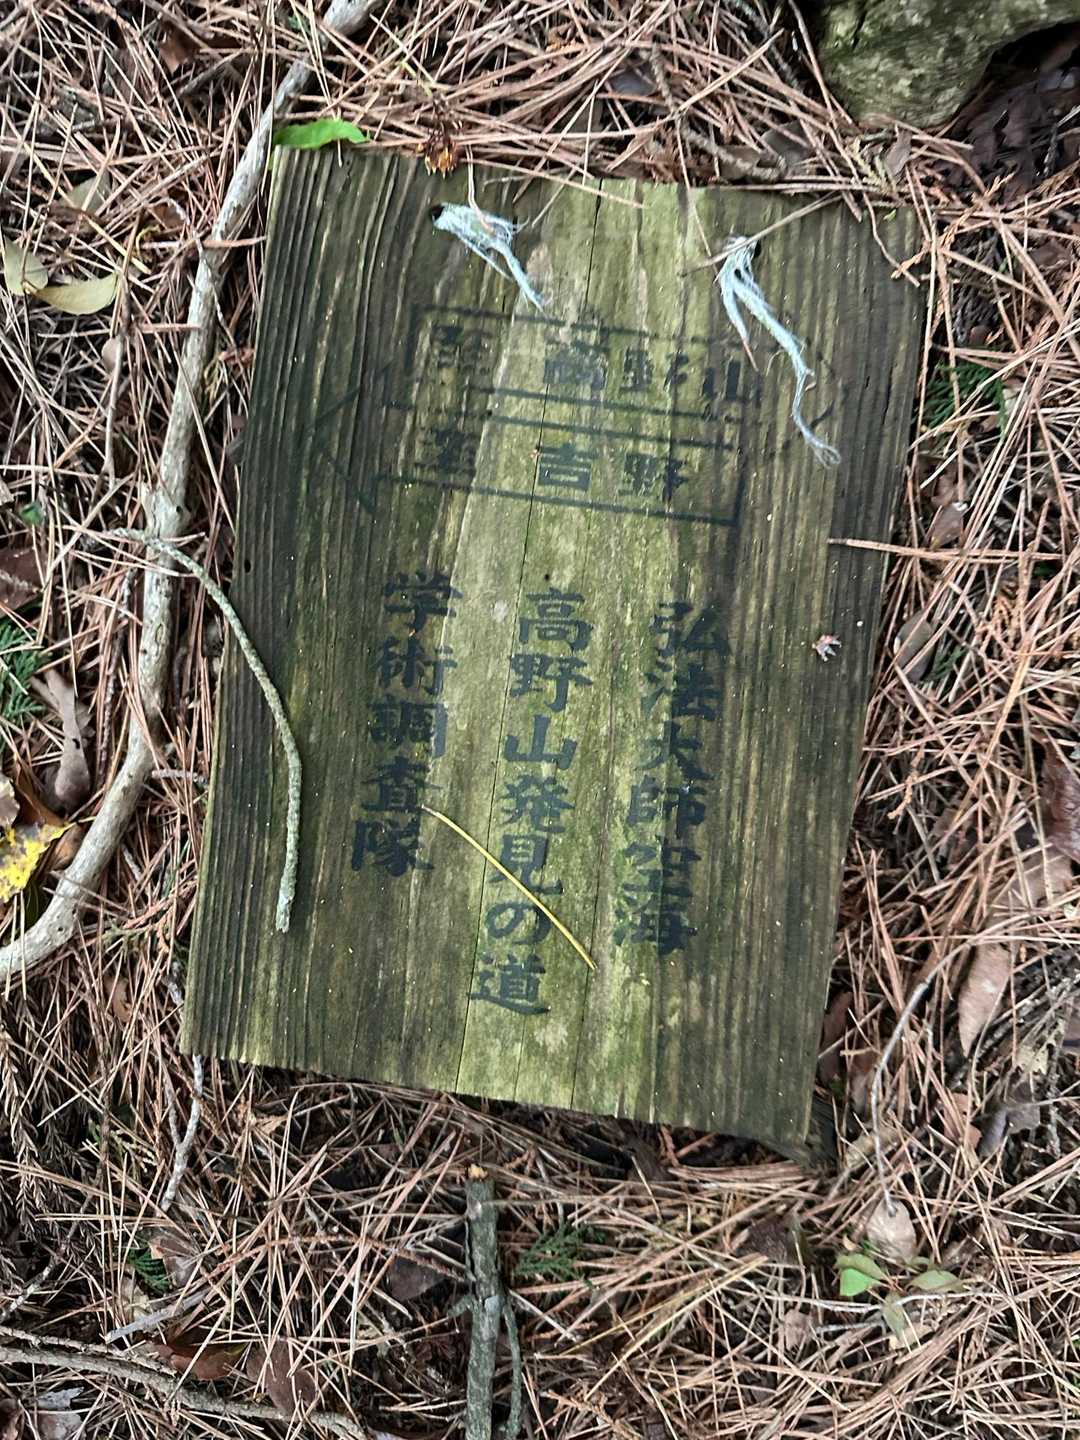 高野山
吉野
弘法大師空海
高野山発見の道
学術調査隊